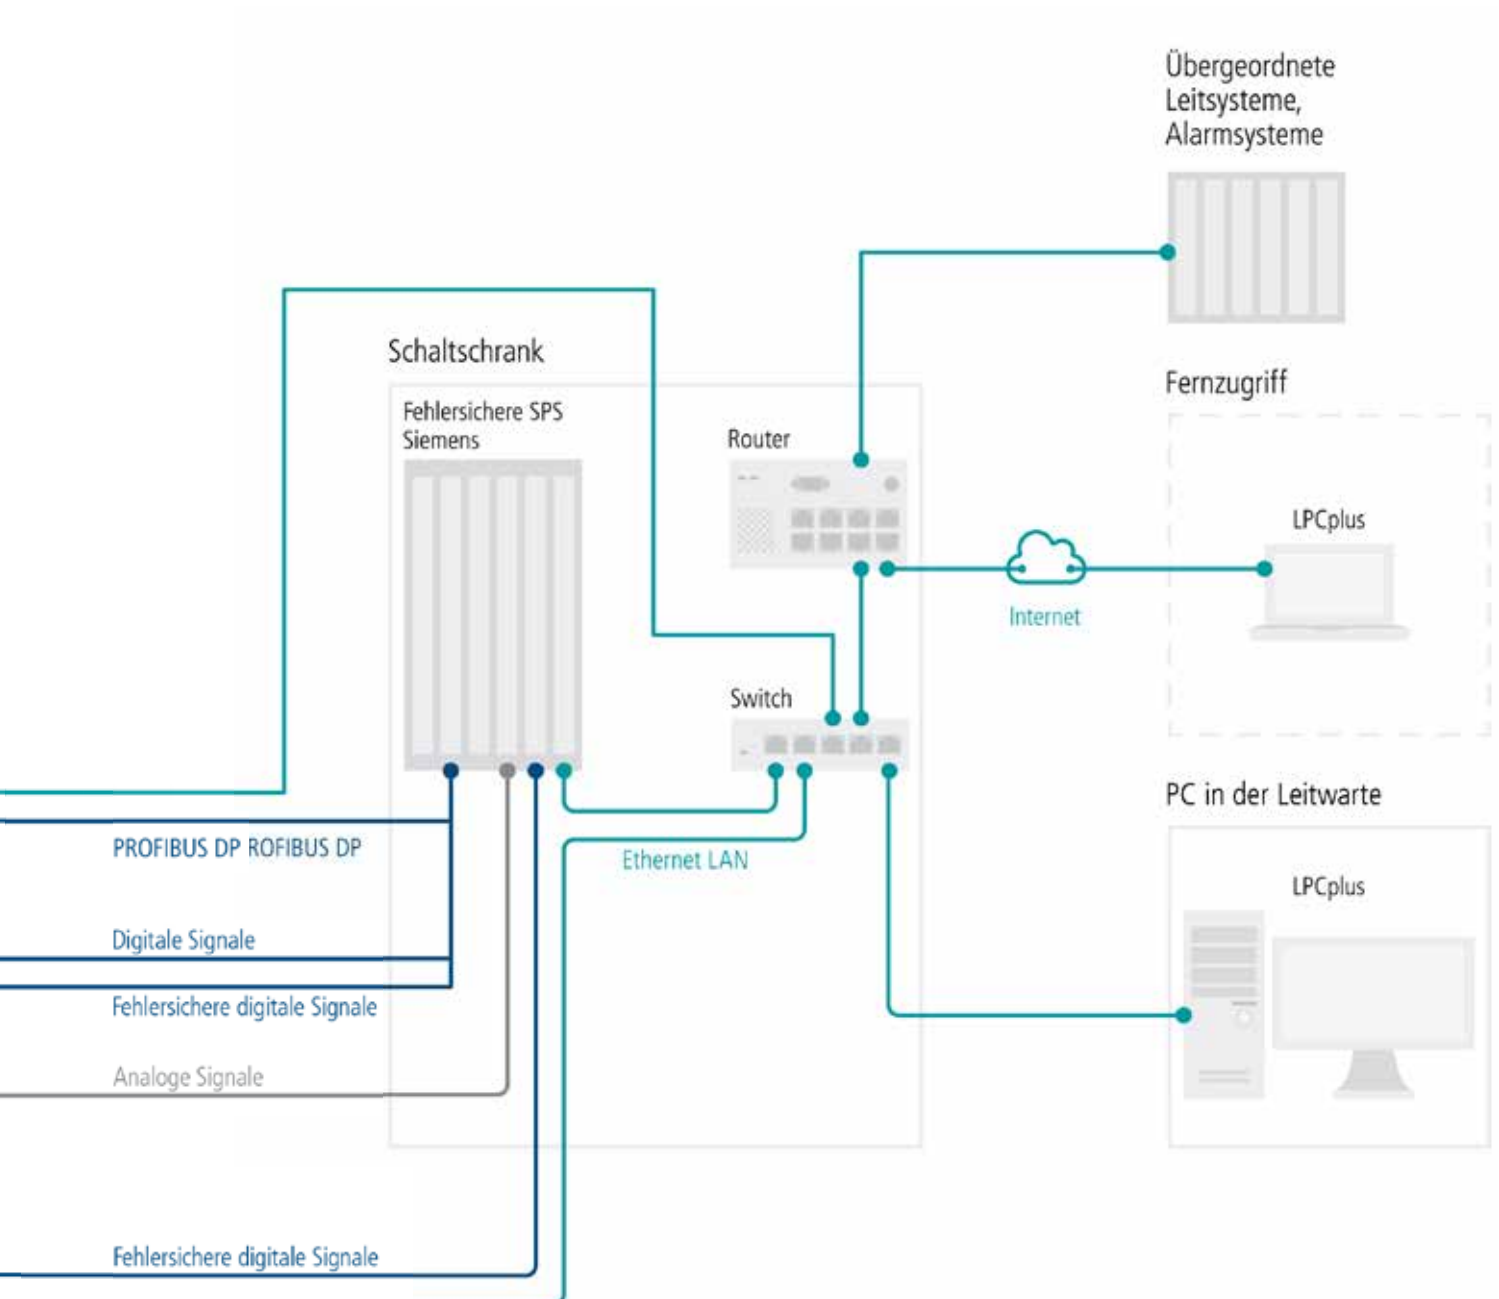 Übergeordnete
Leitsysteme,
Alarmsysteme
Schaltschrank
Fernzugriff
Fehlersichere SPS
Siemens
Router
LPCplus
Internet
Switch
PC in der Leitwarte
PROFIBUS DP ROFIBUS DP
Ethernet LAN
LPCplus
Digitale Signale
Fehlersichere digitale Signale
Analoge Signale
Fehlersichere digitale Signale